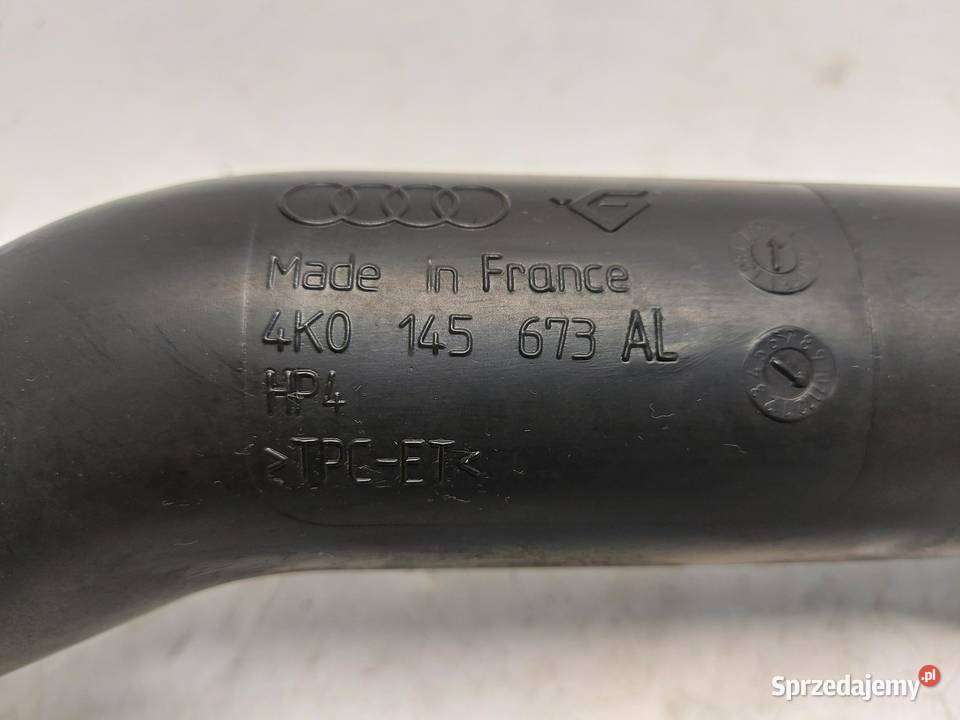 Made in France
4K0 145 673 AL
HP4
>TPC-ET<
Sprzedajemy.pl